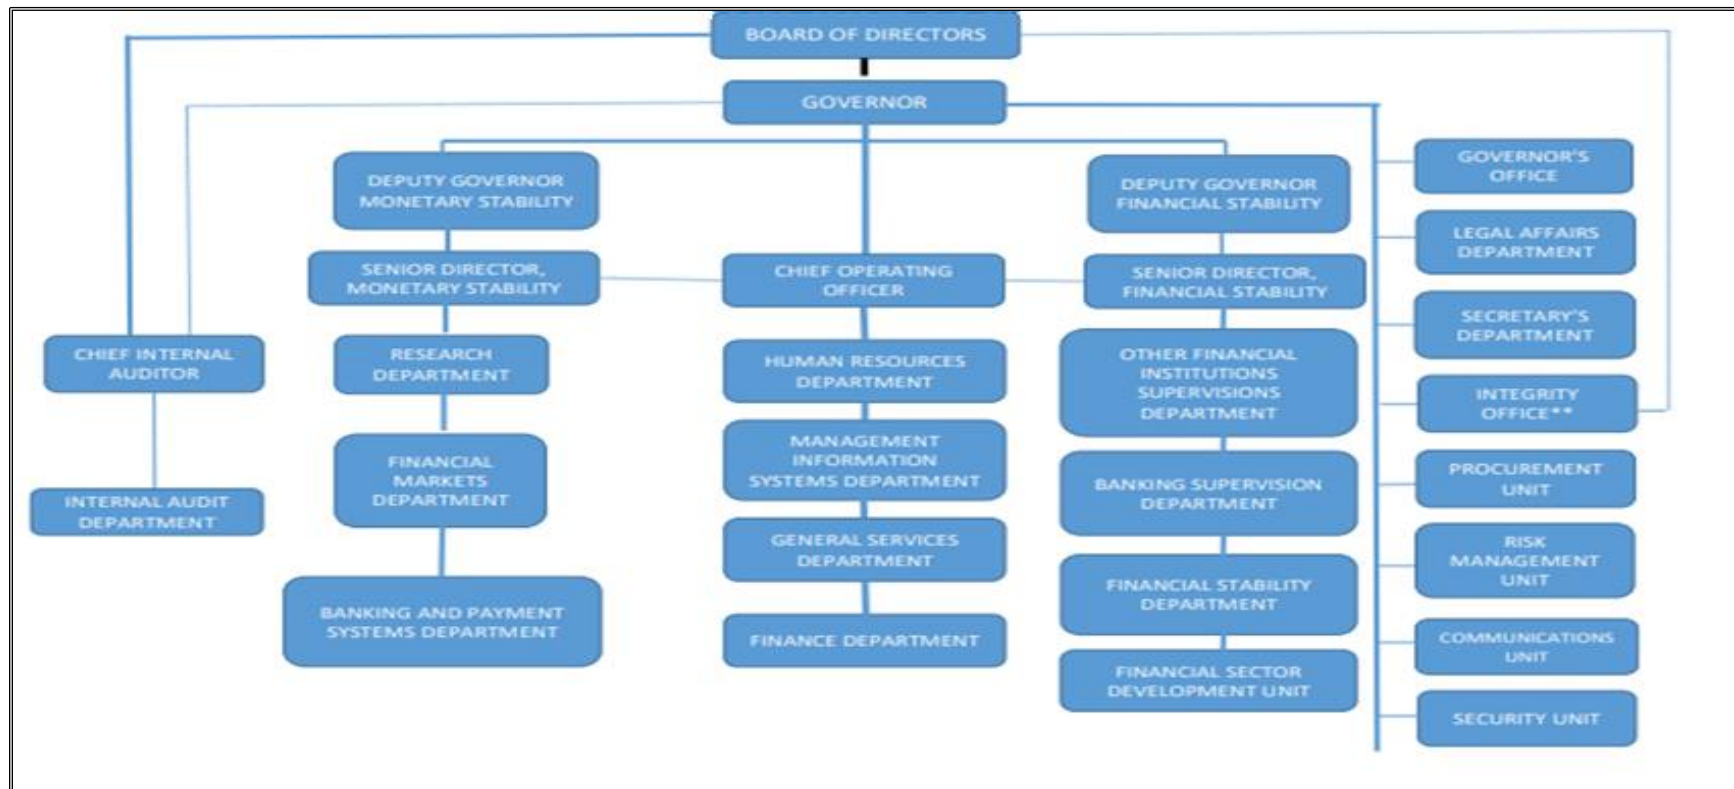 BOARD OF DIRECTORS
GOVERNOR
DEPUTY GOVERNOR
MONETARY STABILITY
DEPUTY GOVERNOR
FINANCIAL STABILITY
SENIOR DIRECTOR,
MONETARY STABILITY
CHIEF OPERATING
OFFICER
SENIOR DIRECTOR,
FINANCIAL STABILITY
CHIEF INTERNAL
AUDITOR
INTERNAL AUDIT
DEPARTMENT
RESEARCH
DEPARTMENT
FINANCIAL
MARKETS
DEPARTMENT
BANKING AND PAYMENT
SYSTEMS DEPARTMENT
HUMAN RESOURCES
DEPARTMENT
MANAGEMENT
INFORMATION
SYSTEMS DEPARTMENT
GENERAL SERVICES
DEPARTMENT
FINANCE DEPARTMENT
OTHER FINANCIAL
INSTITUTIONS
SUPERVISIONS
DEPARTMENT
BANKING SUPERVISION
DEPARTMENT
FINANCIAL STABILITY
DEPARTMENT
FINANCIAL SECTOR
DEVELOPMENT UNIT
GOVERNOR'S
OFFICE
LEGAL AFFAIRS
DEPARTMENT
SECRETARY'S
DEPARTMENT
INTEGRITY
OFFICE**
PROCUREMENT
UNIT
RISK
MANAGEMENT
UNIT
COMMUNICATIONS
UNIT
SECURITY UNIT